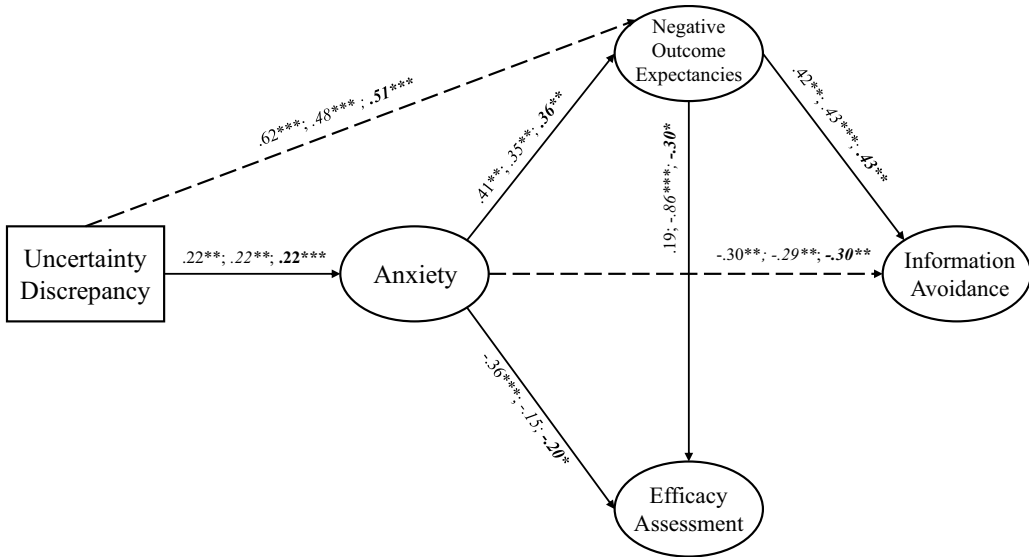 Negative
Outcome
Expectancies
.62***; .48*** ; .51***
.41**; .35**; .36**
.42**; .43***; .43**
.19; -.86***; -.30*
Uncertainty
Discrepancy
.22**; .22**; .22***
Anxiety
-.30**; -.29**; -.30**
Information
Avoidance
-.36***; -.15; -.20*
Efficacy
Assessment